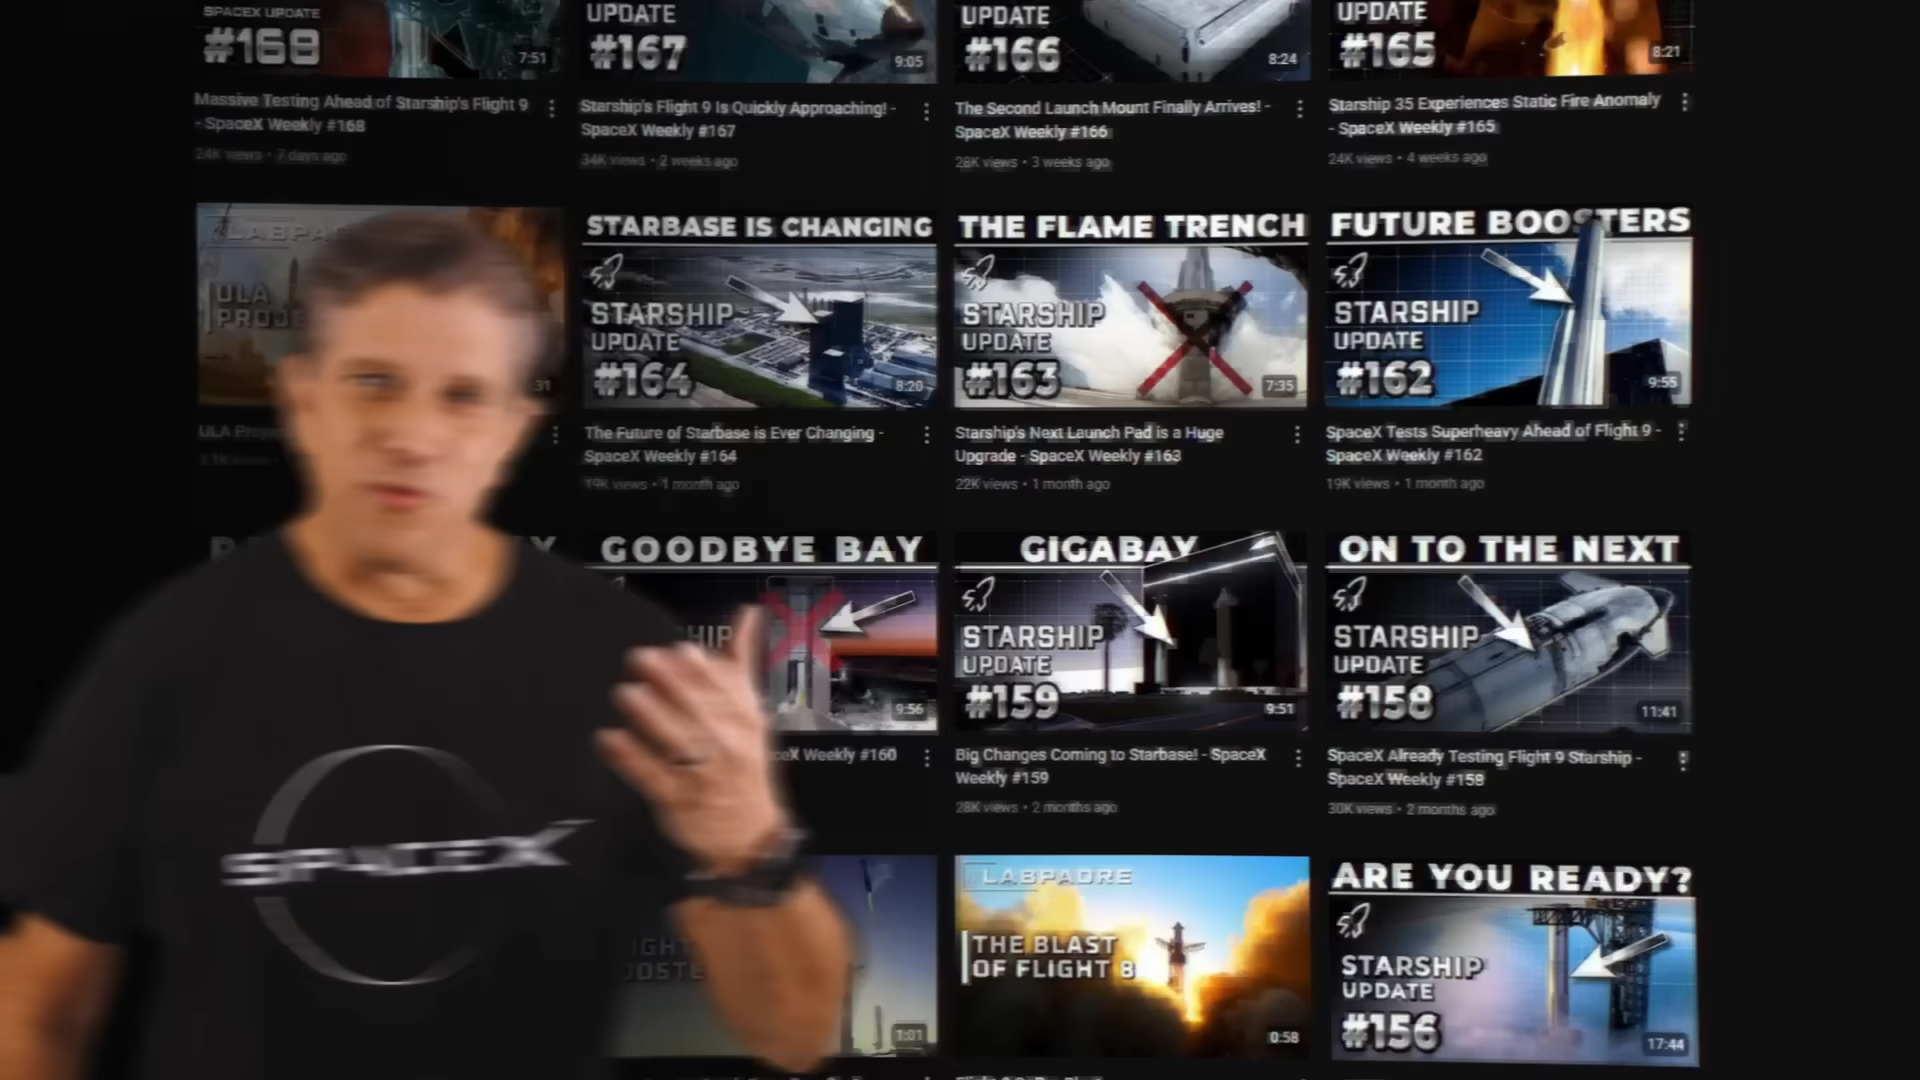 SPACEX UPDATE
#168
7:51
Massive Testing Ahead of Starship's Flight 9
- SpaceX Weekly #168
24K views • 7 days ago
UPDATE
#167
9:05
Starship's Flight 9 Is Quickly Approaching! -
SpaceX Weekly #167
34K views • 2 weeks ago
UPDATE
#166
8:24
The Second Launch Mount Finally Arrives! -
SpaceX Weekly #166
28K views • 3 weeks ago
UPDATE
#165
8:21
Starship 35 Experiences Static Fire Anomaly
- SpaceX Weekly #165
24K views • 4 weeks ago
ULA
STARBASE IS CHANGING
STARSHIP
UPDATE
#164
8:20
The Future of Starbase is Ever Changing -
SpaceX Weekly #164
19K views • 1 month ago
THE FLAME TRENCH
STARSHIP
UPDATE
#163
7:35
Starship's Next Launch Pad is a Huge
Upgrade - SpaceX Weekly #163
22K views • 1 month ago
FUTURE BOOSTERS
STARSHIP
UPDATE
#162
9:55
SpaceX Tests Superheavy Ahead of Flight 9 -
SpaceX Weekly #162
19K views • 1 month ago
GOODBYE BAY
9:56
Weekly #160
GIGABAY
STARSHIP
UPDATE
#159
9:51
Big Changes Coming to Starbase! - SpaceX
Weekly #159
28K views • 2 months ago
ON TO THE NEXT
STARSHIP
UPDATE
#158
11:41
SpaceX Already Testing Flight 9 Starship -
SpaceX Weekly #158
30K views • 2 months ago
SPACEX
1:01
LABPADRE
THE BLAST
OF FLIGHT 8
0:58
ARE YOU READY?
STARSHIP
UPDATE
#156
17:44